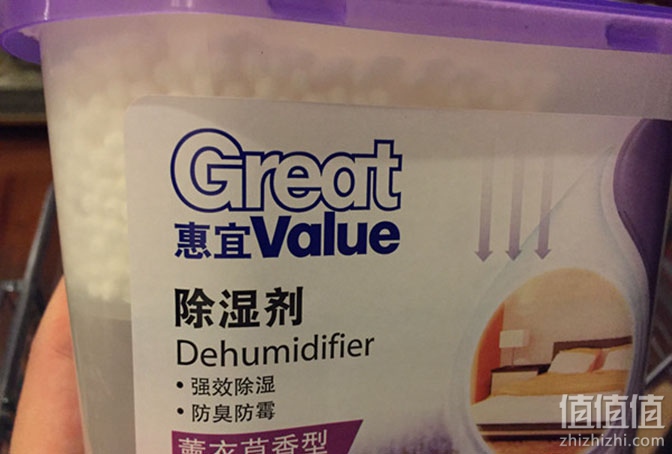 Great
惠宜Value
除湿剂
Dehumidifier
·强效除湿
·防臭防霉
薰衣草香型
值值值
zhizhizhi.com